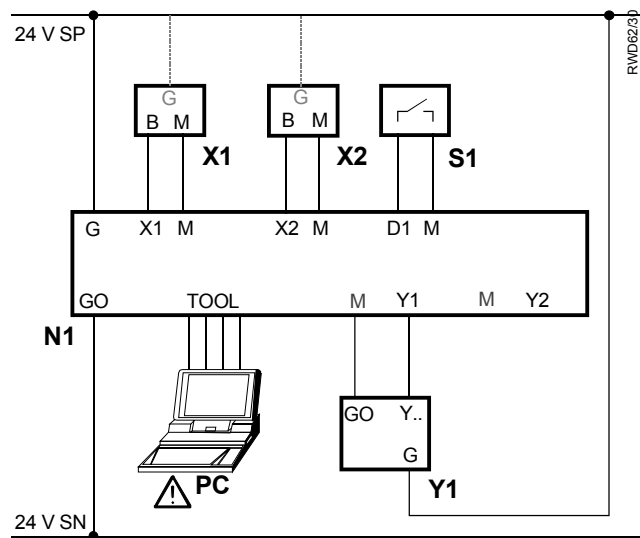 24 V SP
RWD62/30
G G
B M B M
X1 X2 S1
G X1 M X2 M D1 M
GO TOOL M Y1 M Y2
N1
GO Y..
G
PC Y1
24 V SN